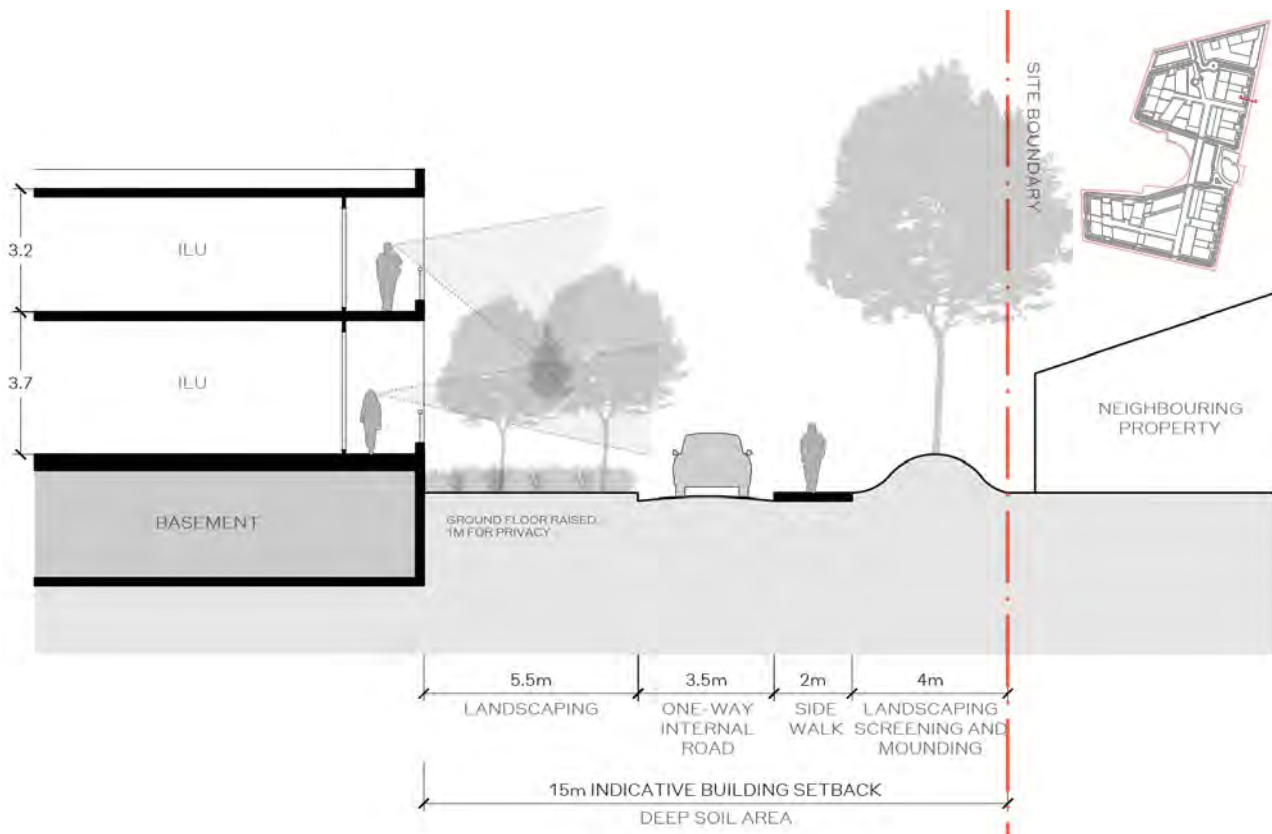 SITE BOUNDARY
3.2
ILU
3.7
ILU
NEIGHBOURING
PROPERTY
BASEMENT
GROUND FLOOR RAISED
1M FOR PRIVACY
5.5m
LANDSCAPING
3.5m
ONE-WAY
INTERNAL
ROAD
2m
SIDE
WALK
4m
LANDSCAPING
SCREENING AND
MOUNDING
15m INDICATIVE BUILDING SETBACK
DEEP SOIL AREA